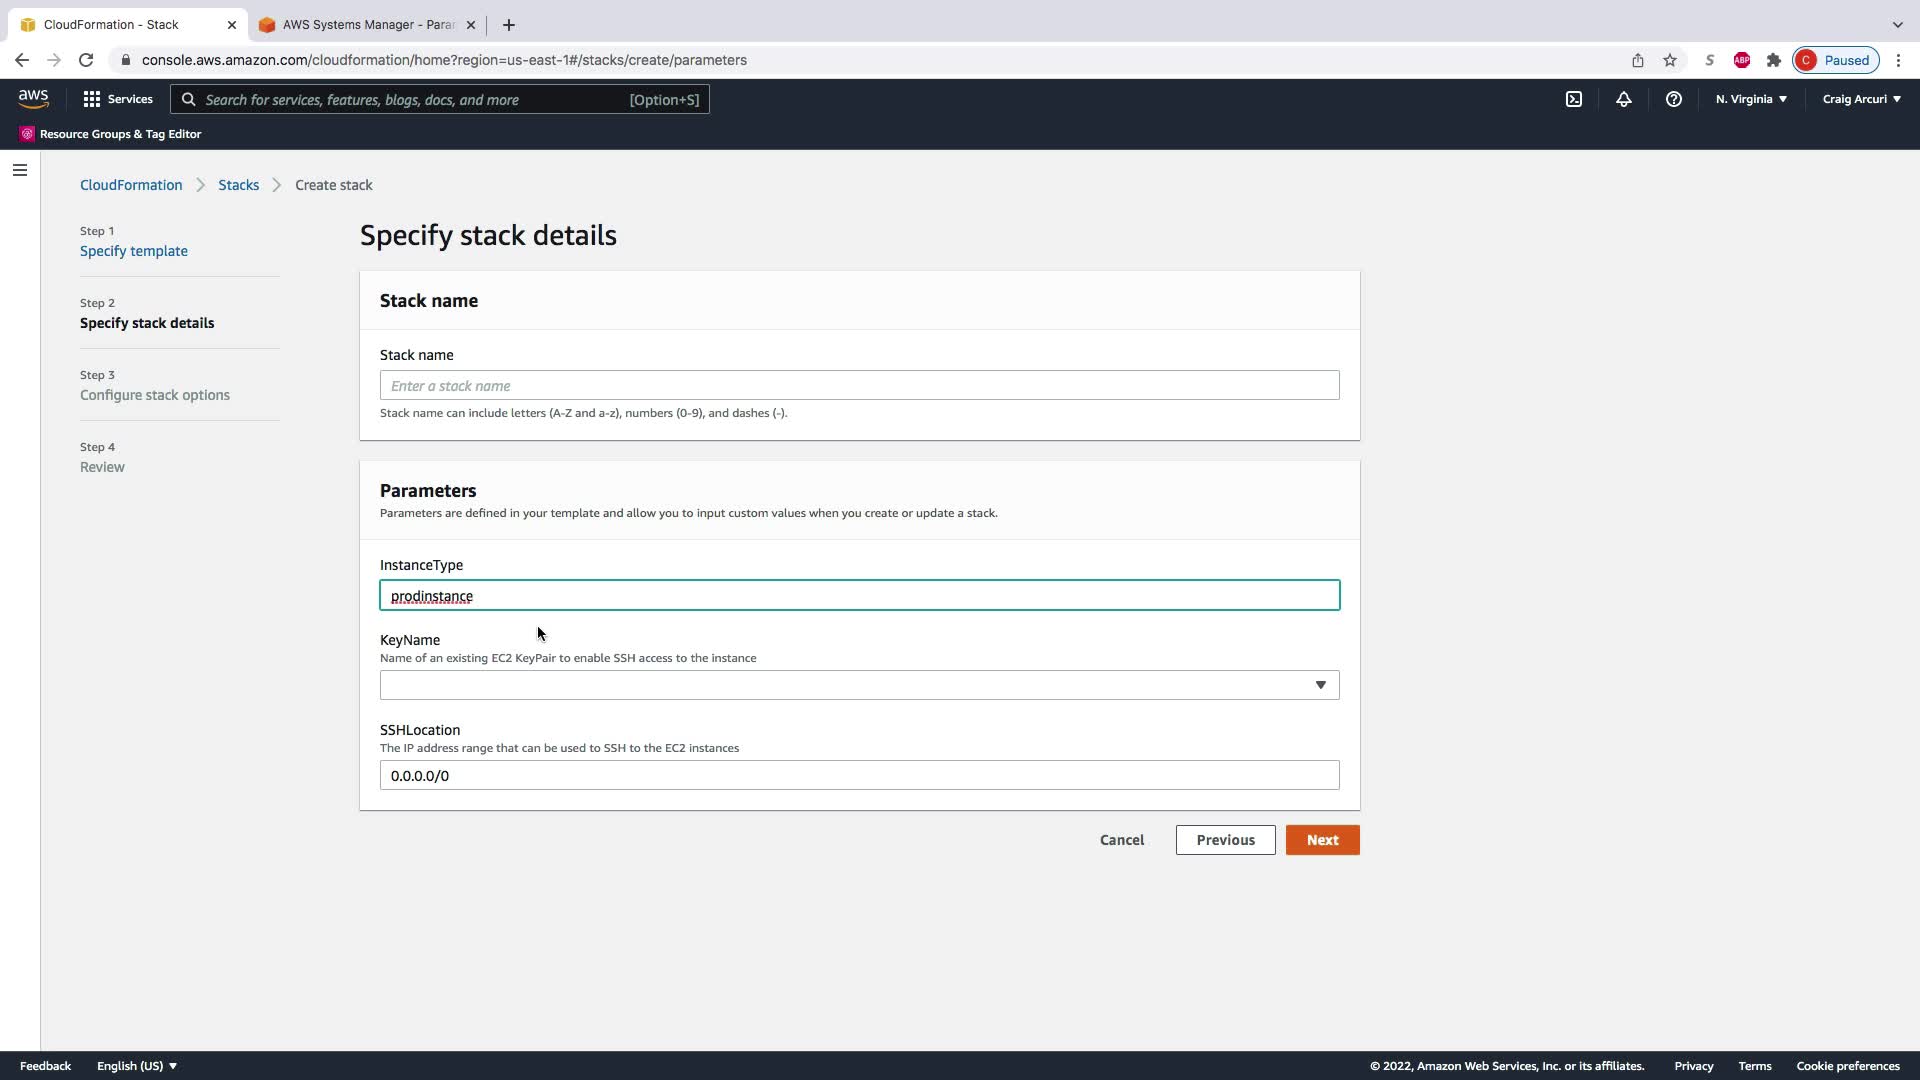 CloudFormation - Stack
AWS Systems Manager - Para
console.aws.amazon.com/cloudformation/home?region=us-east-1#/stacks/create/parameters
S
ABP
C Paused
aws
Services
Search for services, features, blogs, docs, and more [Option+S]
N. Virginia
Craig Arcuri
Resource Groups & Tag Editor
CloudFormation
Stacks
Create stack
Step 1
Specify template
Step 2
Specify stack details
Step 3
Configure stack options
Step 4
Review
Specify stack details
Stack name
Stack name
Enter a stack name
Stack name can include letters (A-Z and a-z), numbers (0-9), and dashes (-).
Parameters
Parameters are defined in your template and allow you to input custom values when you create or update a stack.
InstanceType
prodinstance
KeyName
Name of an existing EC2 KeyPair to enable SSH access to the instance
SSHLocation
The IP address range that can be used to SSH to the EC2 instances
0.0.0.0/0
Cancel
Previous
Next
Feedback
English (US)
© 2022, Amazon Web Services, Inc. or its affiliates.
Privacy
Terms
Cookie preferences